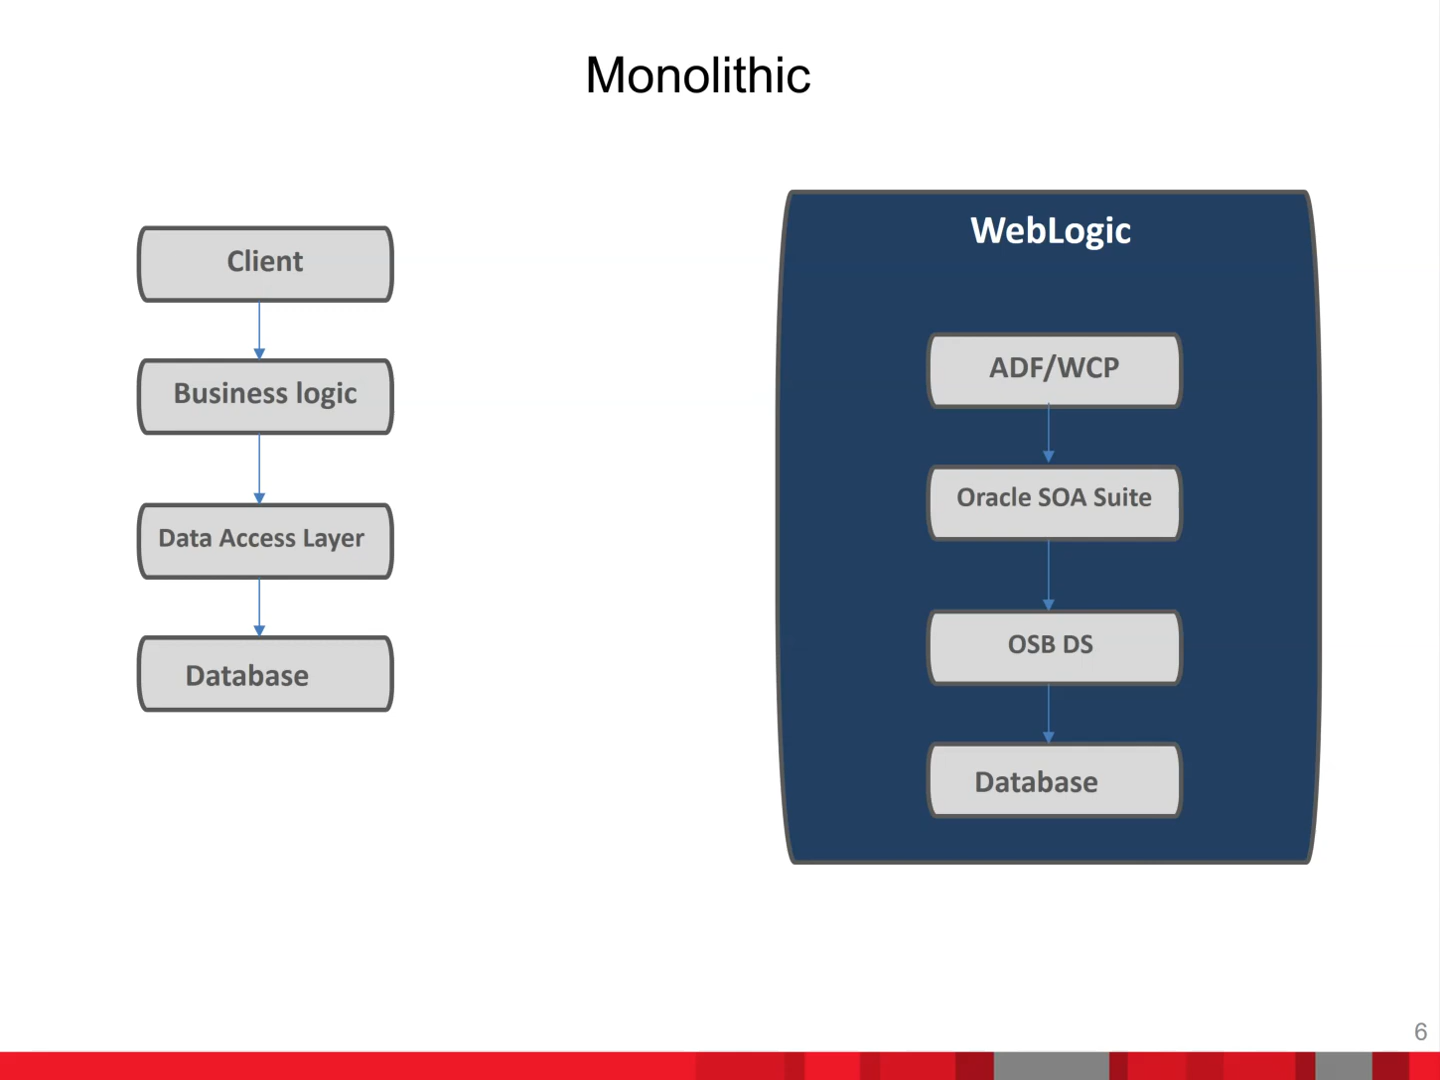 Monolithic
Client
Business logic
Data Access Layer
Database
WebLogic
ADF/WCP
Oracle SOA Suite
OSB DS
Database
6